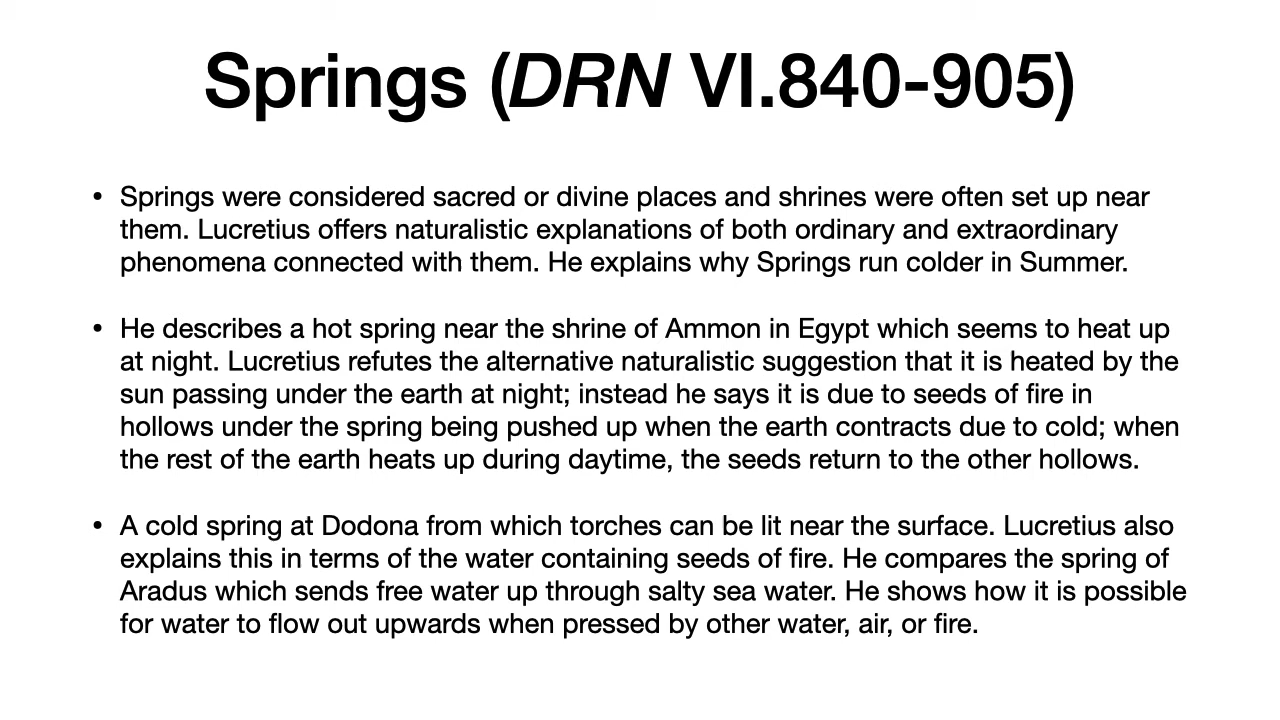 Springs (DRN VI.840-905)
• Springs were considered sacred or divine places and shrines were often set up near
them. Lucretius offers naturalistic explanations of both ordinary and extraordinary
phenomena connected with them. He explains why Springs run colder in Summer.
• He describes a hot spring near the shrine of Ammon in Egypt which seems to heat up
at night. Lucretius refutes the alternative naturalistic suggestion that it is heated by the
sun passing under the earth at night; instead he says it is due to seeds of fire in
hollows under the spring being pushed up when the earth contracts due to cold; when
the rest of the earth heats up during daytime, the seeds return to the other hollows.
• A cold spring at Dodona from which torches can be lit near the surface. Lucretius also
explains this in terms of the water containing seeds of fire. He compares the spring of
Aradus which sends free water up through salty sea water. He shows how it is possible
for water to flow out upwards when pressed by other water, air, or fire.